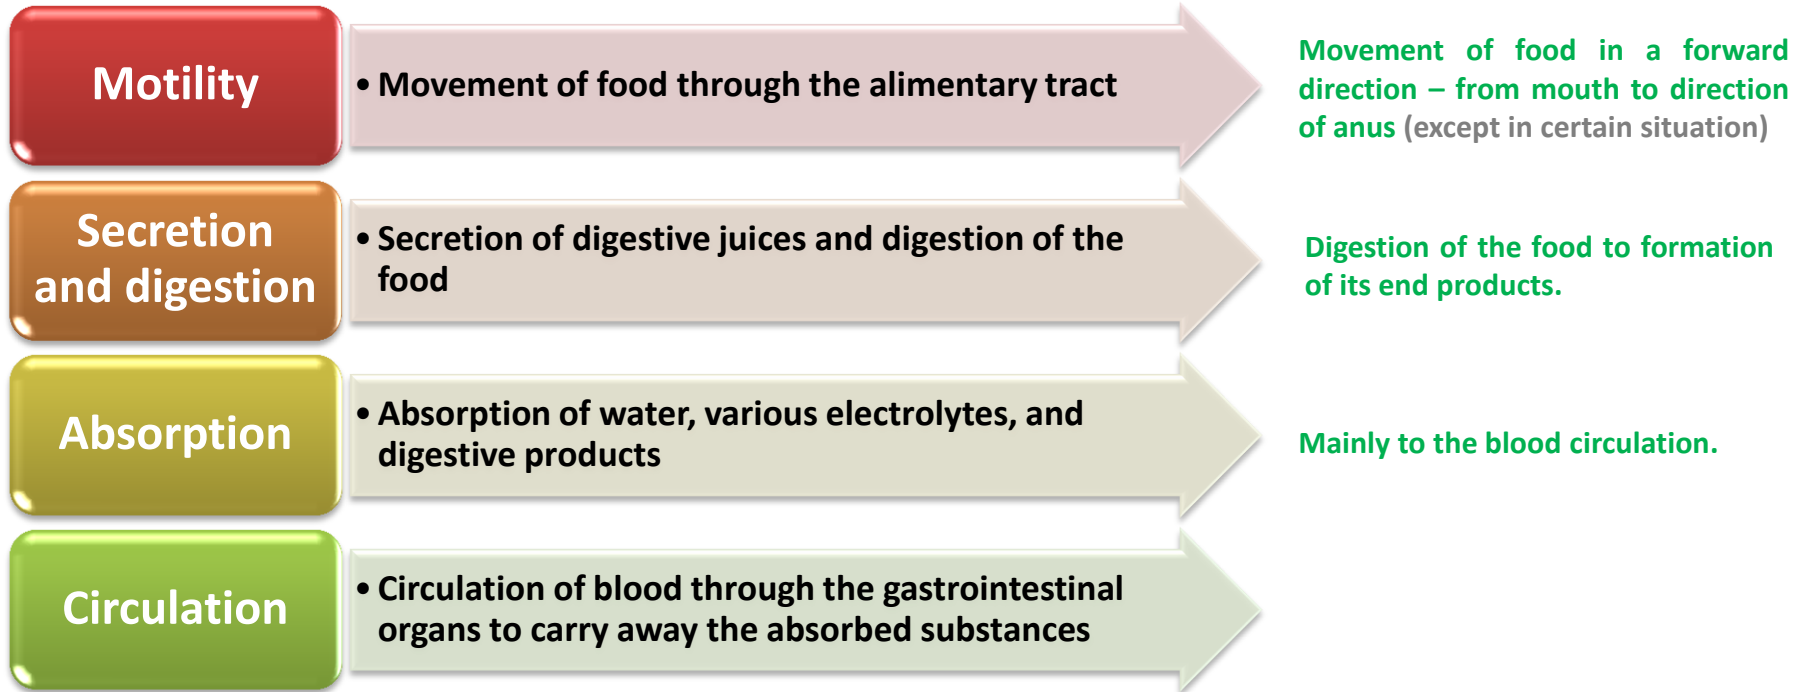 Motility
• Movement of food through the alimentary tract
Movement of food in a forward
direction – from mouth to direction
of anus (except in certain situation)
Secretion
and digestion
• Secretion of digestive juices and digestion of the
food
Digestion of the food to formation
of its end products.
Absorption
• Absorption of water, various electrolytes, and
digestive products
Mainly to the blood circulation.
Circulation
• Circulation of blood through the gastrointestinal
organs to carry away the absorbed substances